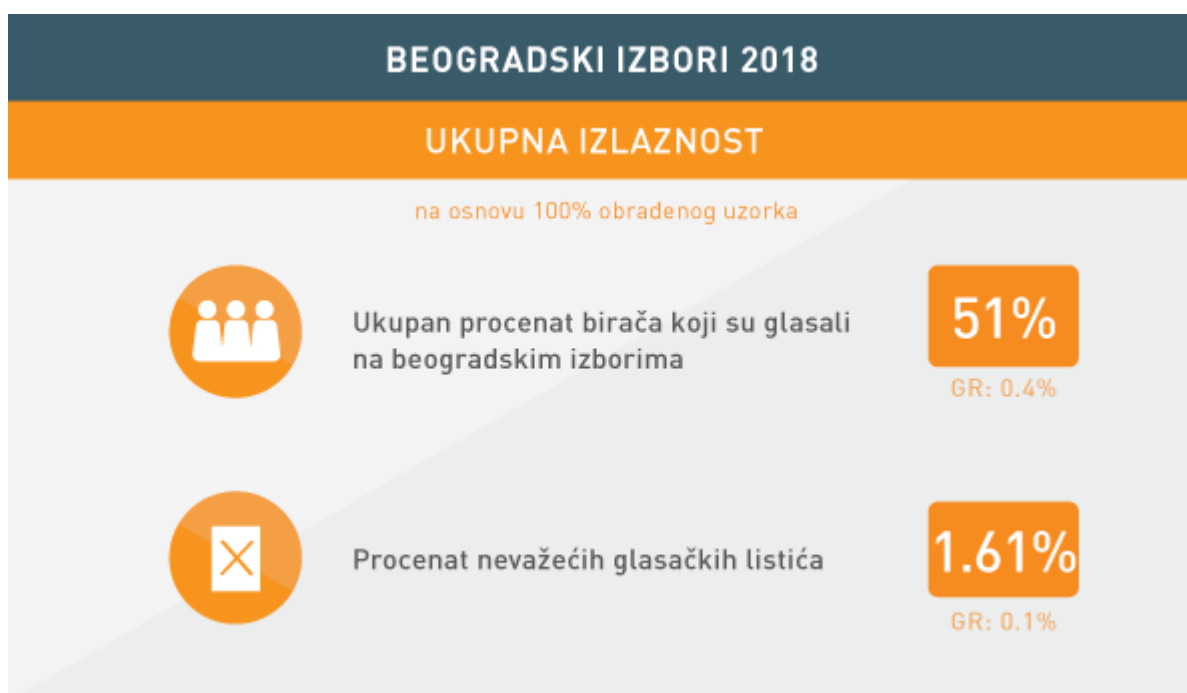 BEOGRADSKI IZBORI 2018
UKUPNA IZLAZNOST
na osnovu 100% obrađenog uzorka
Ukupan procenat birača koji su glasali
na beogradskim izborima
51%
GR: 0.4%
Procenat nevažećih glasačkih listića
1.61%
GR: 0.1%